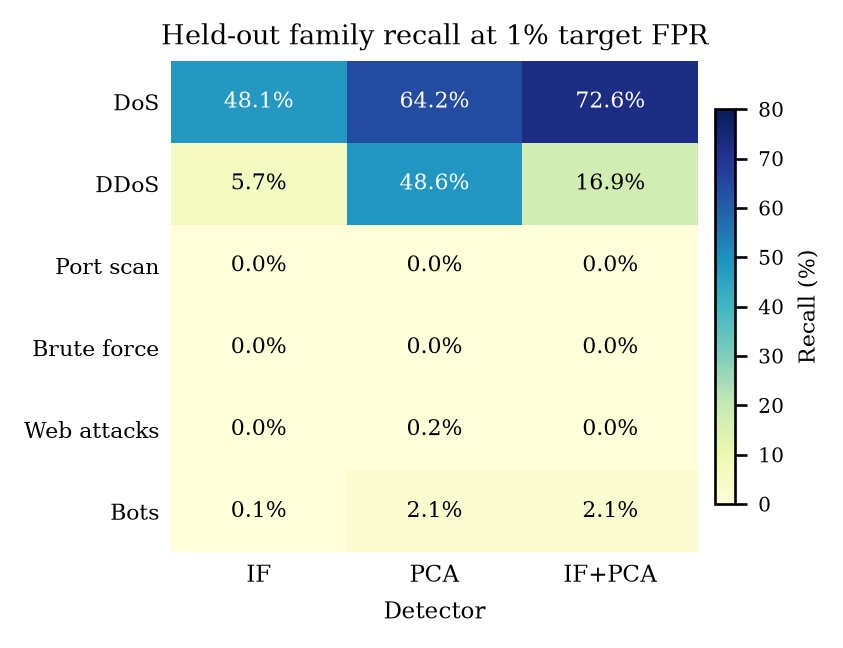 Held-out family recall at 1% target FPR
DoS 48.1% 64.2% 72.6%
DDoS 5.7% 48.6% 16.9%
Port scan 0.0% 0.0% 0.0%
Brute force 0.0% 0.0% 0.0%
Web attacks 0.0% 0.2% 0.0%
Bots 0.1% 2.1% 2.1%
IF PCA IF+PCA
Detector
80
70
60
50
40
30
20
10
0
Recall (%)